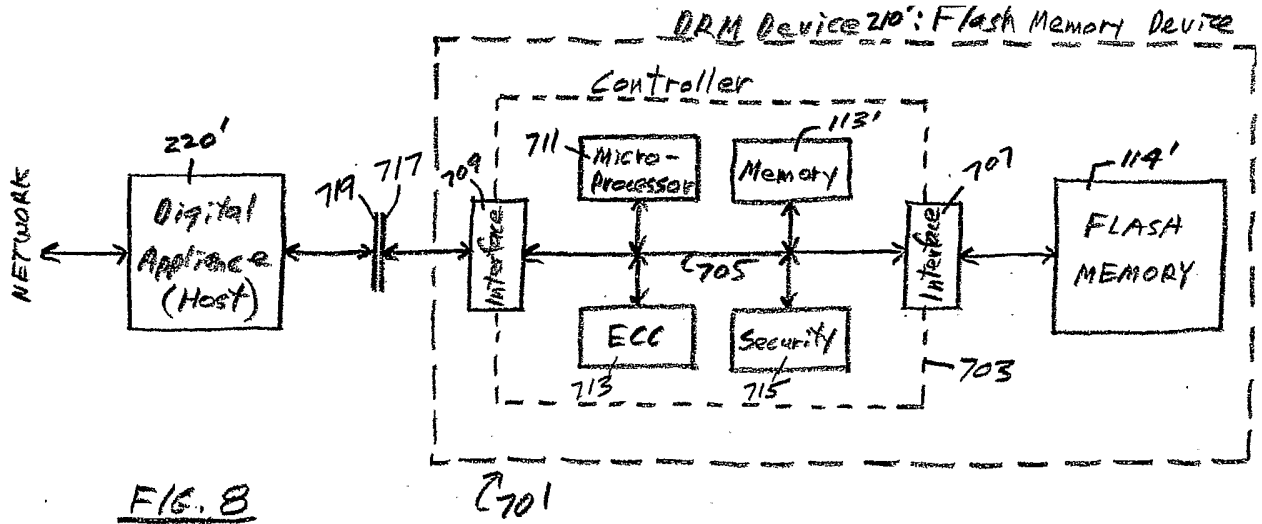 DRM Device 210': Flash Memory Device
Controller
220'
719
717
709
711
Micro-
Processor
113'
Memory
707
114'
NETWORK
Digital
Appliance
(Host)
Interface
705
Interface
FLASH
MEMORY
ECC
713
Security
715
703
701
FIG. 8